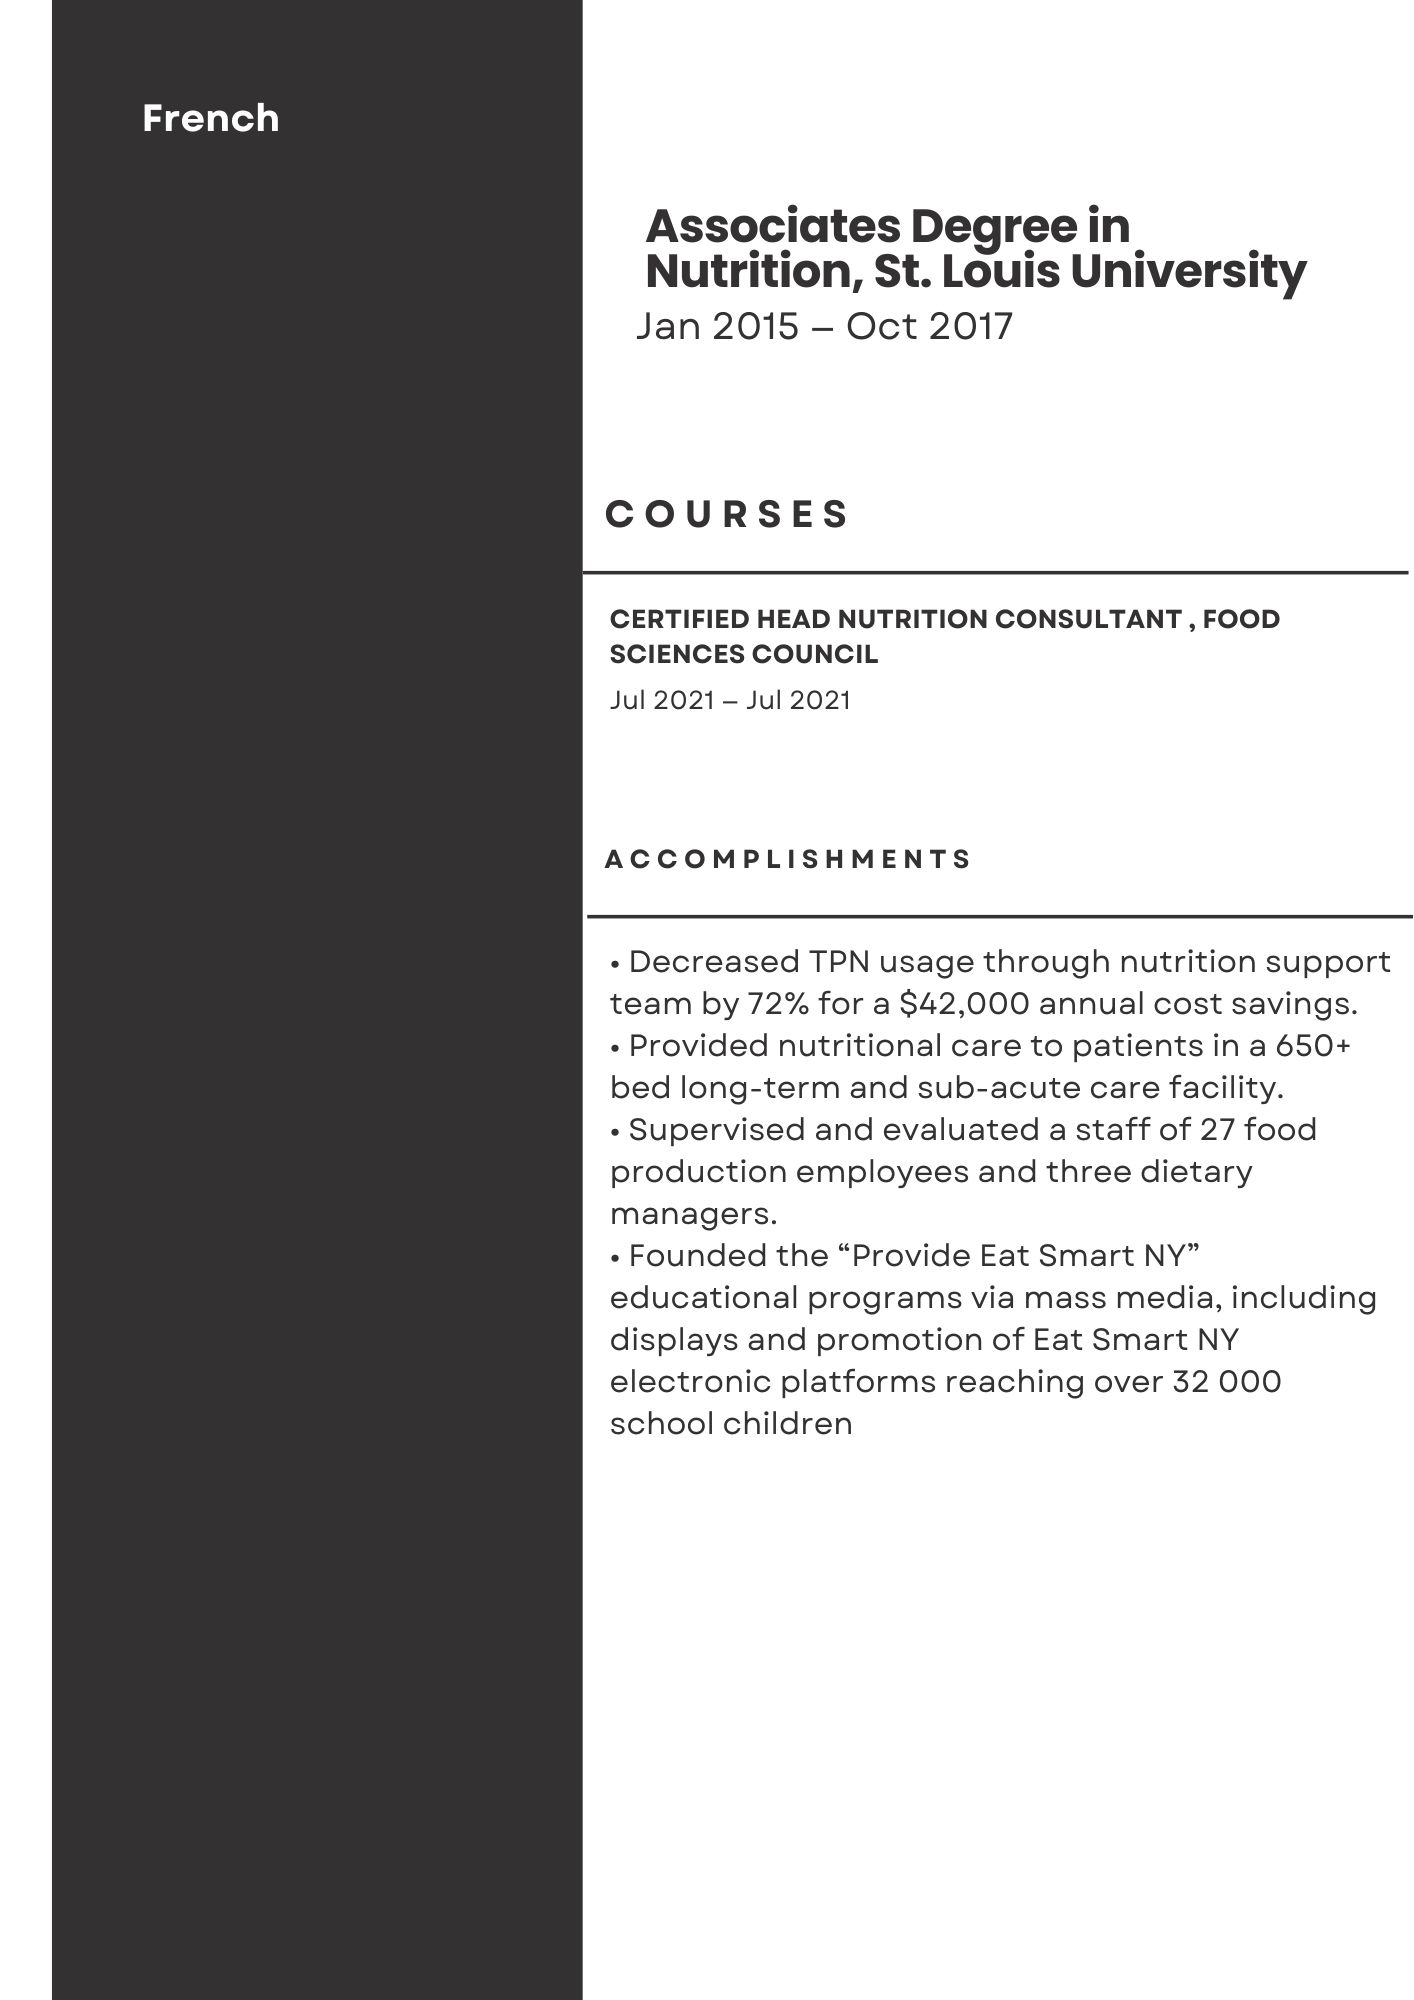 French
Associates Degree in
Nutrition, St. Louis University
Jan 2015 – Oct 2017
COURSES
CERTIFIED HEAD NUTRITION CONSULTANT , FOOD
SCIENCES COUNCIL
Jul 2021 – Jul 2021
ACCOMPLISHMENTS
• Decreased TPN usage through nutrition support
team by 72% for a $42,000 annual cost savings.
• Provided nutritional care to patients in a 650+
bed long-term and sub-acute care facility.
• Supervised and evaluated a staff of 27 food
production employees and three dietary
managers.
• Founded the “Provide Eat Smart NY”
educational programs via mass media, including
displays and promotion of Eat Smart NY
electronic platforms reaching over 32 000
school children